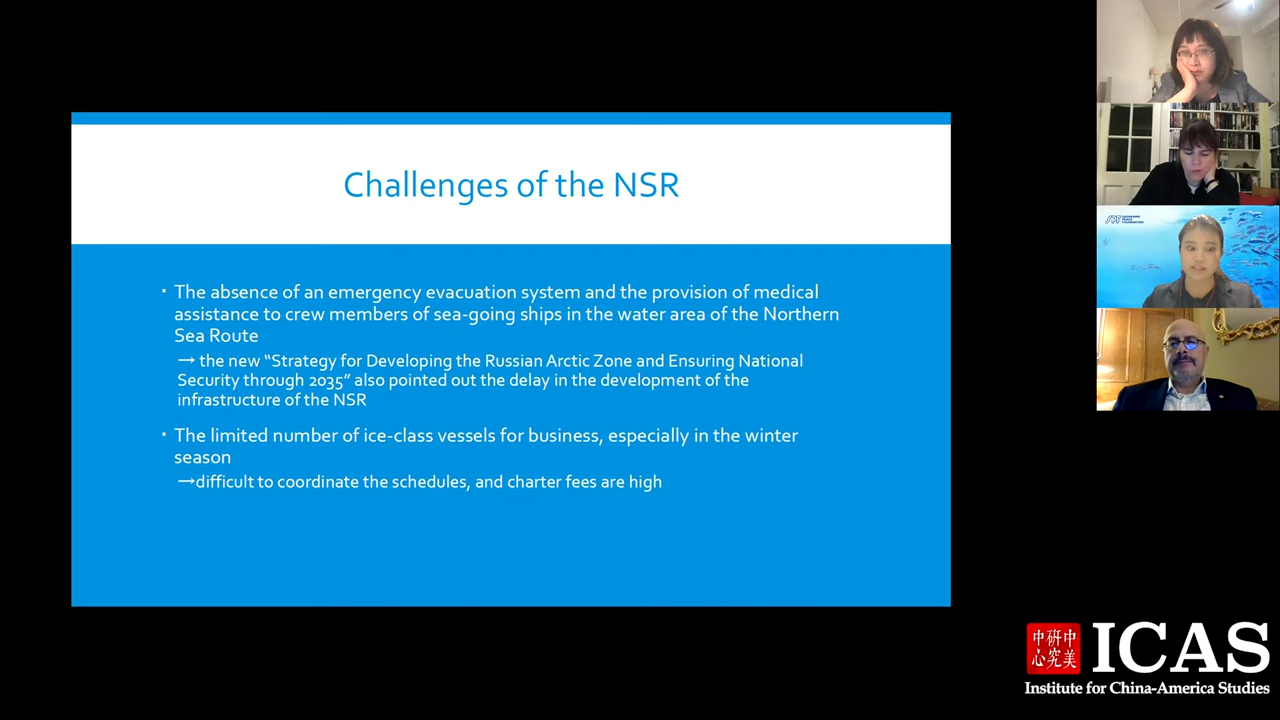 Challenges of the NSR
▪ The absence of an emergency evacuation system and the provision of medical
assistance to crew members of sea-going ships in the water area of the Northern
Sea Route
→ the new “Strategy for Developing the Russian Arctic Zone and Ensuring National
Security through 2035” also pointed out the delay in the development of the
infrastructure of the NSR
▪ The limited number of ice-class vessels for business, especially in the winter
season
→difficult to coordinate the schedules, and charter fees are high
SPF SASAKAWA
PEACE
FOUNDATION
中研中
心究美
ICAS
Institute for China-America Studies